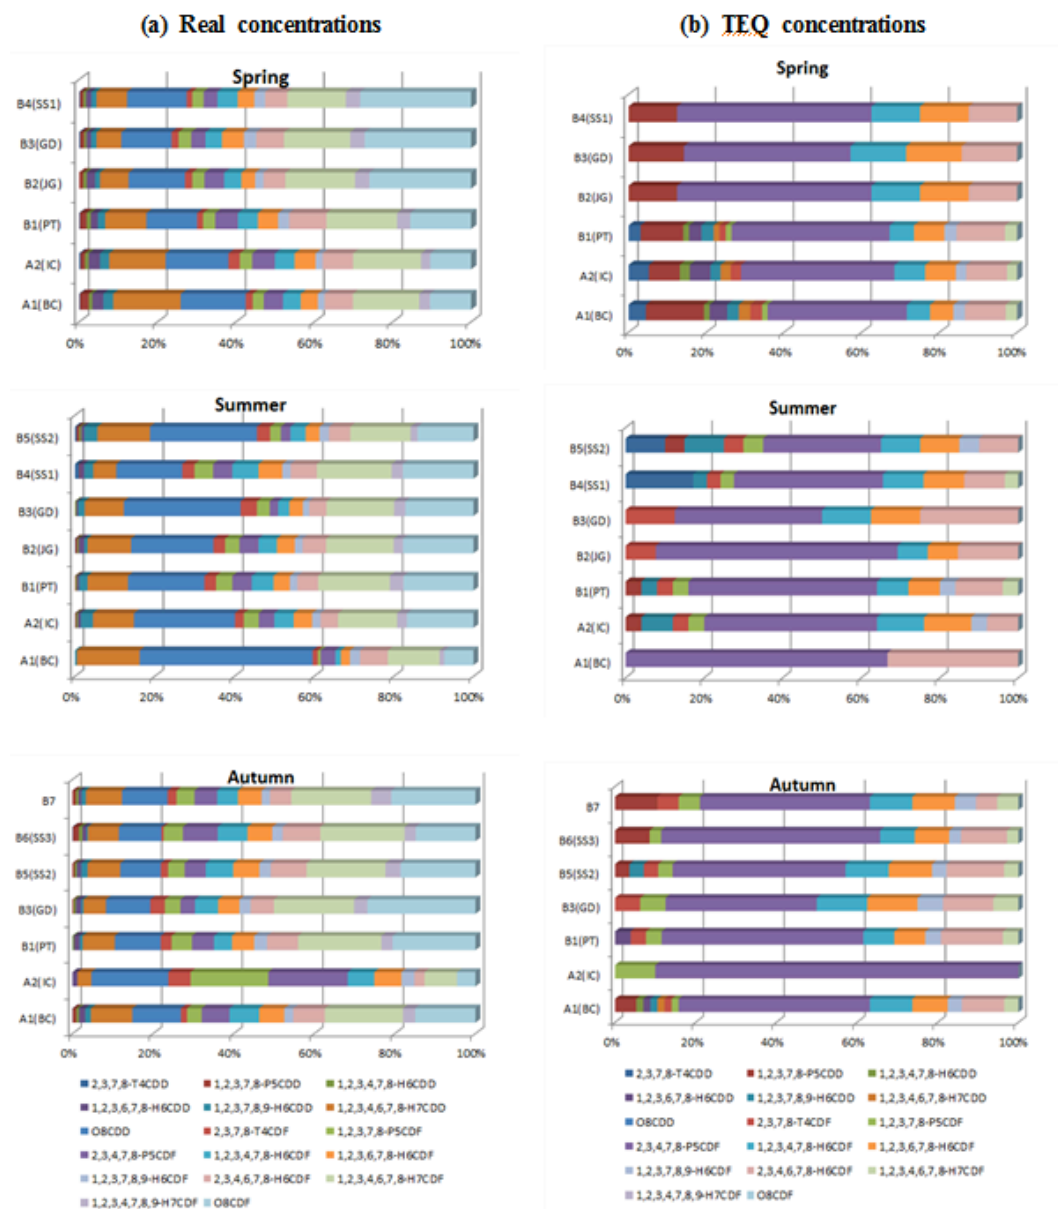 (a) Real concentrations
(b) TEQ concentrations
Spring
B4(SS1)
B3(GD)
B2(JG)
B1(PT)
A2(IC)
A1(BC)
0% 20% 40% 60% 80% 100%
Spring
B4(SS1)
B3(GD)
B2(JG)
B1(PT)
A2(IC)
A1(BC)
0% 20% 40% 60% 80% 100%
Summer
B5(SS2)
B4(SS1)
B3(GD)
B2(JG)
B1(PT)
A2(IC)
A1(BC)
0% 20% 40% 60% 80% 100%
Summer
B5(SS2)
B4(SS1)
B3(GD)
B2(JG)
B1(PT)
A2(IC)
A1(BC)
0% 20% 40% 60% 80% 100%
Autumn
B7
B6(SS3)
B5(SS2)
B3(GD)
B1(PT)
A2(IC)
A1(BC)
0% 20% 40% 60% 80% 100%
2,3,7,8-T4CDD 1,2,3,7,8-P5CDD 1,2,3,4,7,8-H6CDD
1,2,3,6,7,8-H6CDD 1,2,3,7,8,9-H6CDD 1,2,3,4,6,7,8-H7CDD
O8CDD 2,3,7,8-T4CDF 1,2,3,7,8-P5CDF
2,3,4,7,8-P5CDF 1,2,3,4,7,8-H6CDF 1,2,3,6,7,8-H6CDF
1,2,3,7,8,9-H6CDF 2,3,4,6,7,8-H6CDF 1,2,3,4,6,7,8-H7CDF
1,2,3,4,7,8,9-H7CDF O8CDF
Autumn
B7
B6(SS3)
B5(SS2)
B3(GD)
B1(PT)
A2(IC)
A1(BC)
0% 20% 40% 60% 80% 100%
2,3,7,8-T4CDD 1,2,3,7,8-P5CDD 1,2,3,4,7,8-H6CDD
1,2,3,6,7,8-H6CDD 1,2,3,7,8,9-H6CDD 1,2,3,4,6,7,8-H7CDD
O8CDD 2,3,7,8-T4CDF 1,2,3,7,8-P5CDF
2,3,4,7,8-P5CDF 1,2,3,4,7,8-H6CDF 1,2,3,6,7,8-H6CDF
1,2,3,7,8,9-H6CDF 2,3,4,6,7,8-H6CDF 1,2,3,4,6,7,8-H7CDF
1,2,3,4,7,8,9-H7CDF O8CDF